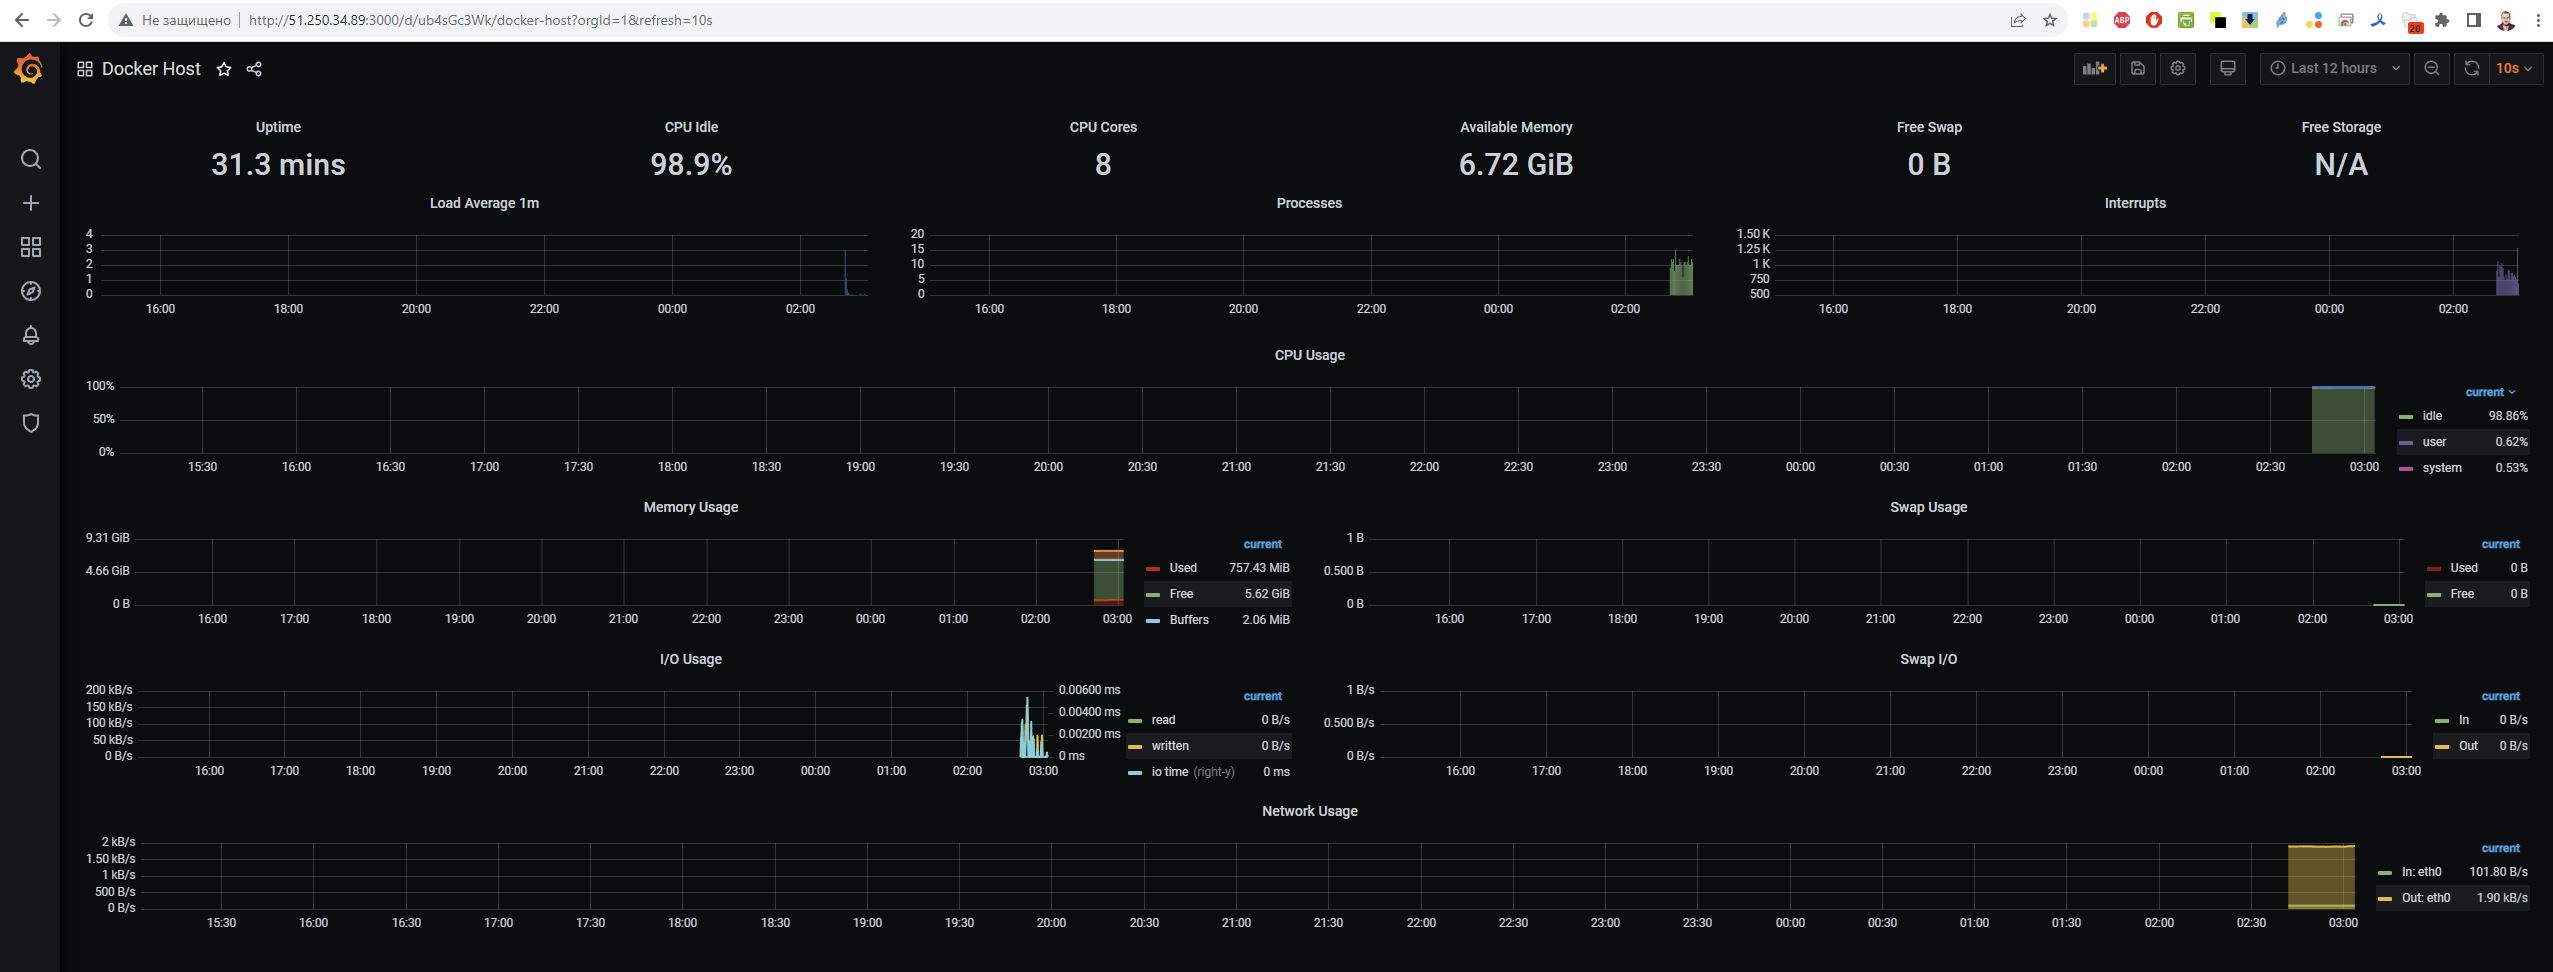 Не защищено | http://51.250.34.89:3000/d/ub4sGc3Wk/docker-host?orgId=1&refresh=10s
ABP
20
Docker Host
Last 12 hours
10s
Uptime
31.3 mins
CPU Idle
98.9%
CPU Cores
8
Available Memory
6.72 GiB
Free Swap
0 B
Free Storage
N/A
Load Average 1m
4
3
2
1
0
16:00 18:00 20:00 22:00 00:00 02:00
Processes
20
15
10
5
0
16:00 18:00 20:00 22:00 00:00 02:00
Interrupts
1.50 K
1.25 K
1 K
750
500
16:00 18:00 20:00 22:00 00:00 02:00
CPU Usage
100%
50%
0%
15:30 16:00 16:30 17:00 17:30 18:00 18:30 19:00 19:30 20:00 20:30 21:00 21:30 22:00 22:30 23:00 23:30 00:00 00:30 01:00 01:30 02:00 02:30 03:00
current
idle 98.86%
user 0.62%
system 0.53%
Memory Usage
9.31 GiB
4.66 GiB
0 B
16:00 17:00 18:00 19:00 20:00 21:00 22:00 23:00 00:00 01:00 02:00 03:00
current
Used 757.43 MiB
Free 5.62 GiB
Buffers 2.06 MiB
Swap Usage
1 B
0.500 B
0 B
16:00 17:00 18:00 19:00 20:00 21:00 22:00 23:00 00:00 01:00 02:00 03:00
current
Used 0 B
Free 0 B
I/O Usage
200 kB/s
150 kB/s
100 kB/s
50 kB/s
0 B/s
0.00600 ms
0.00400 ms
0.00200 ms
0 ms
16:00 17:00 18:00 19:00 20:00 21:00 22:00 23:00 00:00 01:00 02:00 03:00
current
read 0 B/s
written 0 B/s
io time (right-y) 0 ms
Swap I/O
1 B/s
0.500 B/s
0 B/s
16:00 17:00 18:00 19:00 20:00 21:00 22:00 23:00 00:00 01:00 02:00 03:00
current
In 0 B/s
Out 0 B/s
Network Usage
2 kB/s
1.50 kB/s
1 kB/s
500 B/s
0 B/s
15:30 16:00 16:30 17:00 17:30 18:00 18:30 19:00 19:30 20:00 20:30 21:00 21:30 22:00 22:30 23:00 23:30 00:00 00:30 01:00 01:30 02:00 02:30 03:00
current
In: eth0 101.80 B/s
Out: eth0 1.90 kB/s